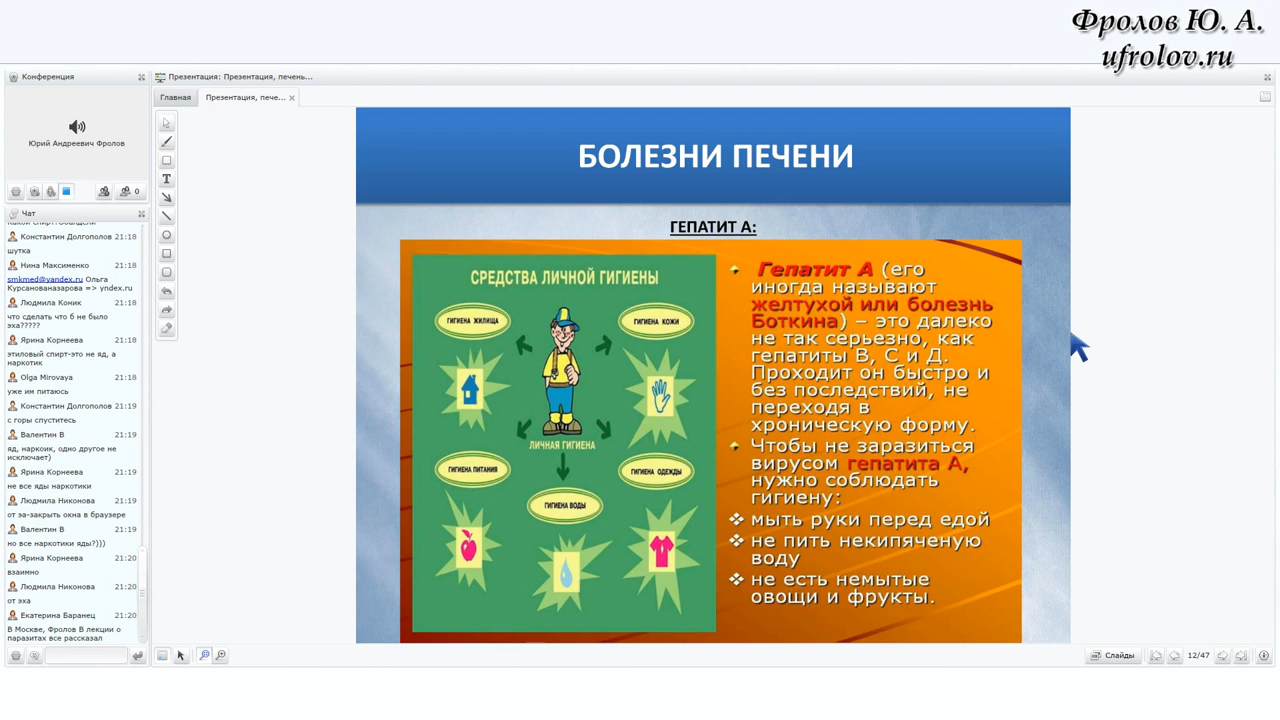 Фролов Ю. А.
ufrolov.ru
Конференция
Презентация: Презентация, печень...
Главная
Презентация, пече...
Юрий Андреевич Фролов
0
Чат
Константин Долгополов 21:18
шутка
Нина Максименко 21:18
smkmed@yandex.ru Ольга
Курсанованазарова => yndex.ru
Людмила Коник 21:18
что сделать что б не было
эха?????
Ярина Корнеева 21:18
этиловый спирт-это не яд, а
наркотик
Olga Mirovaya 21:18
уже им питаюсь
Константин Долгополов 21:19
с горы спуститесь
Валентин В 21:19
яд, наркоик, одно другое не
исключает)
Ярина Корнеева 21:19
не все яды наркотики
Людмила Никонова 21:19
от эа-закрыть окна в браузере
Валентин В 21:19
но все наркотики яды?)))
Ярина Корнеева 21:20
взаимно
Людмила Никонова 21:20
от эха
Екатерина Баранец 21:20
В Москве, Фролов В лекции о
паразитах все рассказал
БОЛЕЗНИ ПЕЧЕНИ
ГЕПАТИТ А:
СРЕДСТВА ЛИЧНОЙ ГИГИЕНЫ
ГИГИЕНА ЖИЛИЩА
ГИГИЕНА КОЖИ
ЛИЧНАЯ ГИГИЕНА
ГИГИЕНА ПИТАНИЯ
ГИГИЕНА ОДЕЖДЫ
ГИГИЕНА ВОДЫ
Гепатит А (его
иногда называют
желтухой или болезнь
Боткина) – это далеко
не так серьезно, как
гепатиты В, С и Д.
Проходит он быстро и
без последствий, не
переходя в
хроническую форму.
Чтобы не заразиться
вирусом гепатита А,
нужно соблюдать
гигиену:
мыть руки перед едой
не пить некипяченую
воду
не есть немытые
овощи и фрукты.
Слайды
12/47